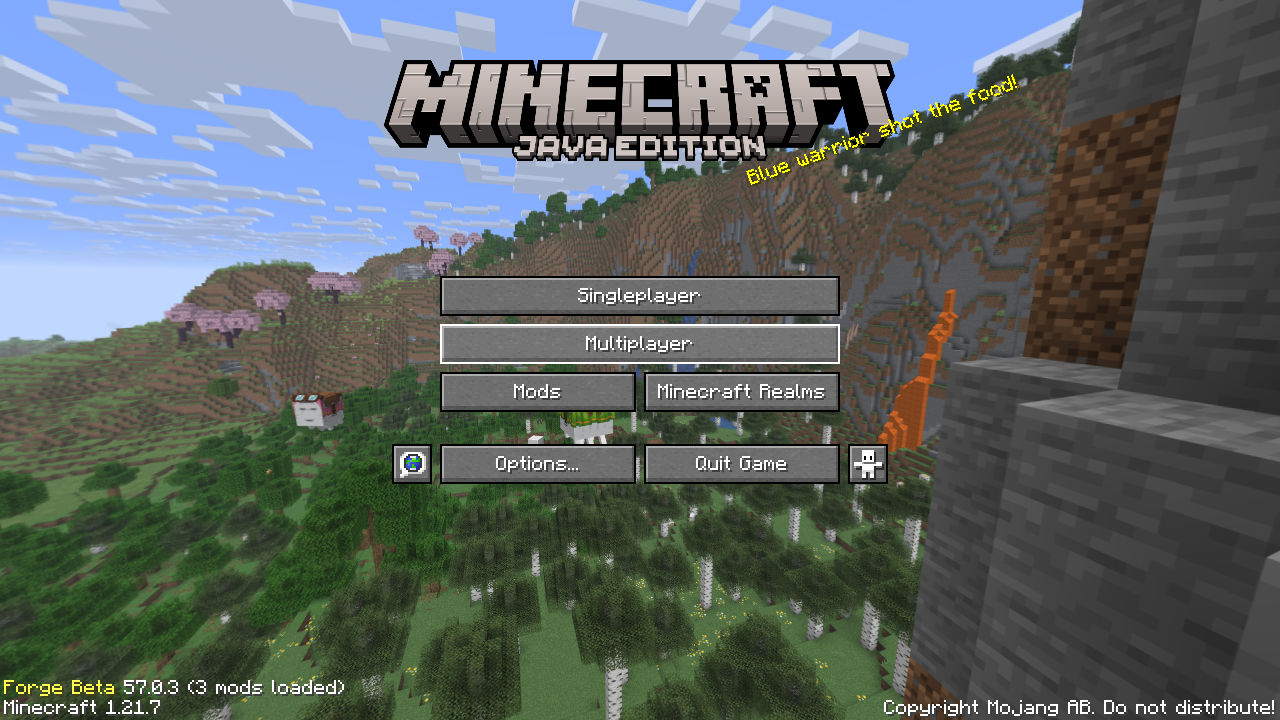 MINECRAFT
JAVA EDITION
Blue warrior shot the food!
Singleplayer
Multiplayer
Mods
Minecraft Realms
Options...
Quit Game
Forge Beta 57.0.3 (3 mods loaded)
Minecraft 1.21.7
Copyright Mojang AB. Do not distribute!